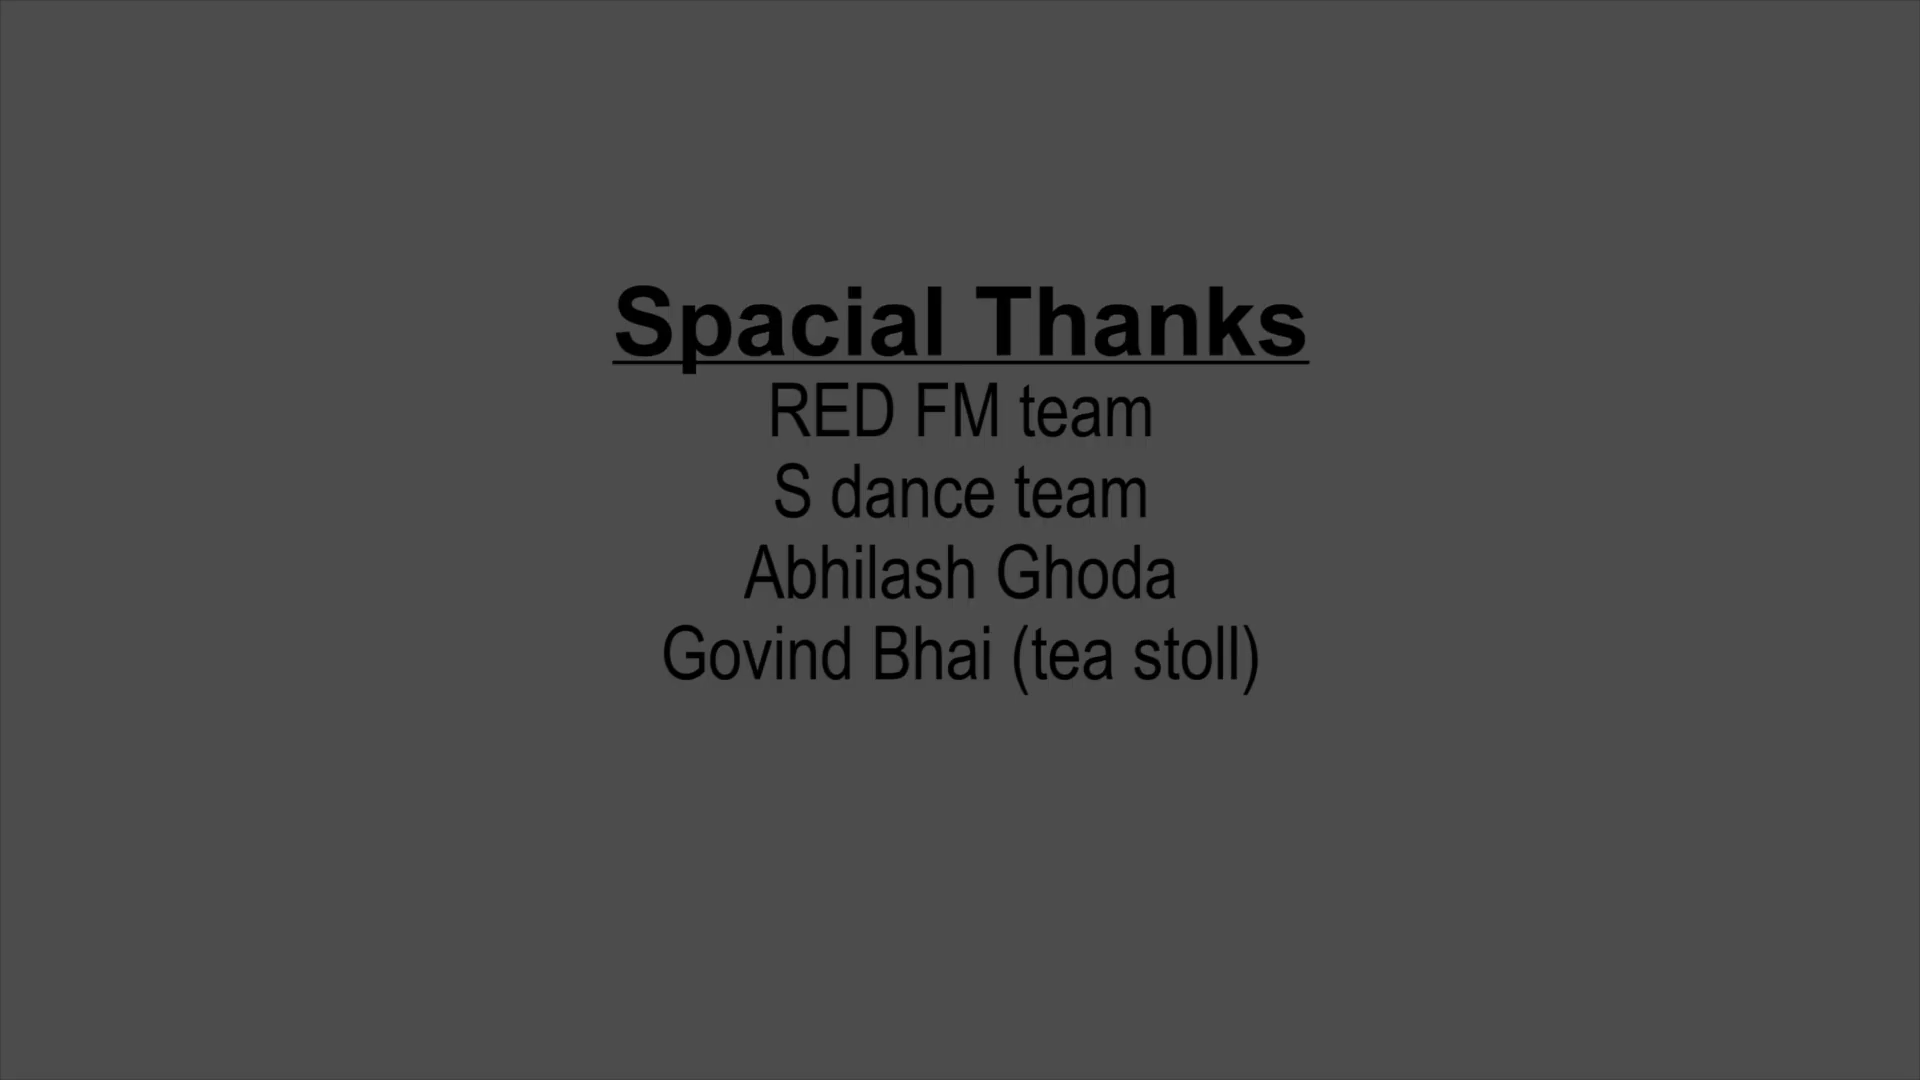 Spacial Thanks
RED FM team
S dance team
Abhilash Ghoda
Govind Bhai (tea stoll)